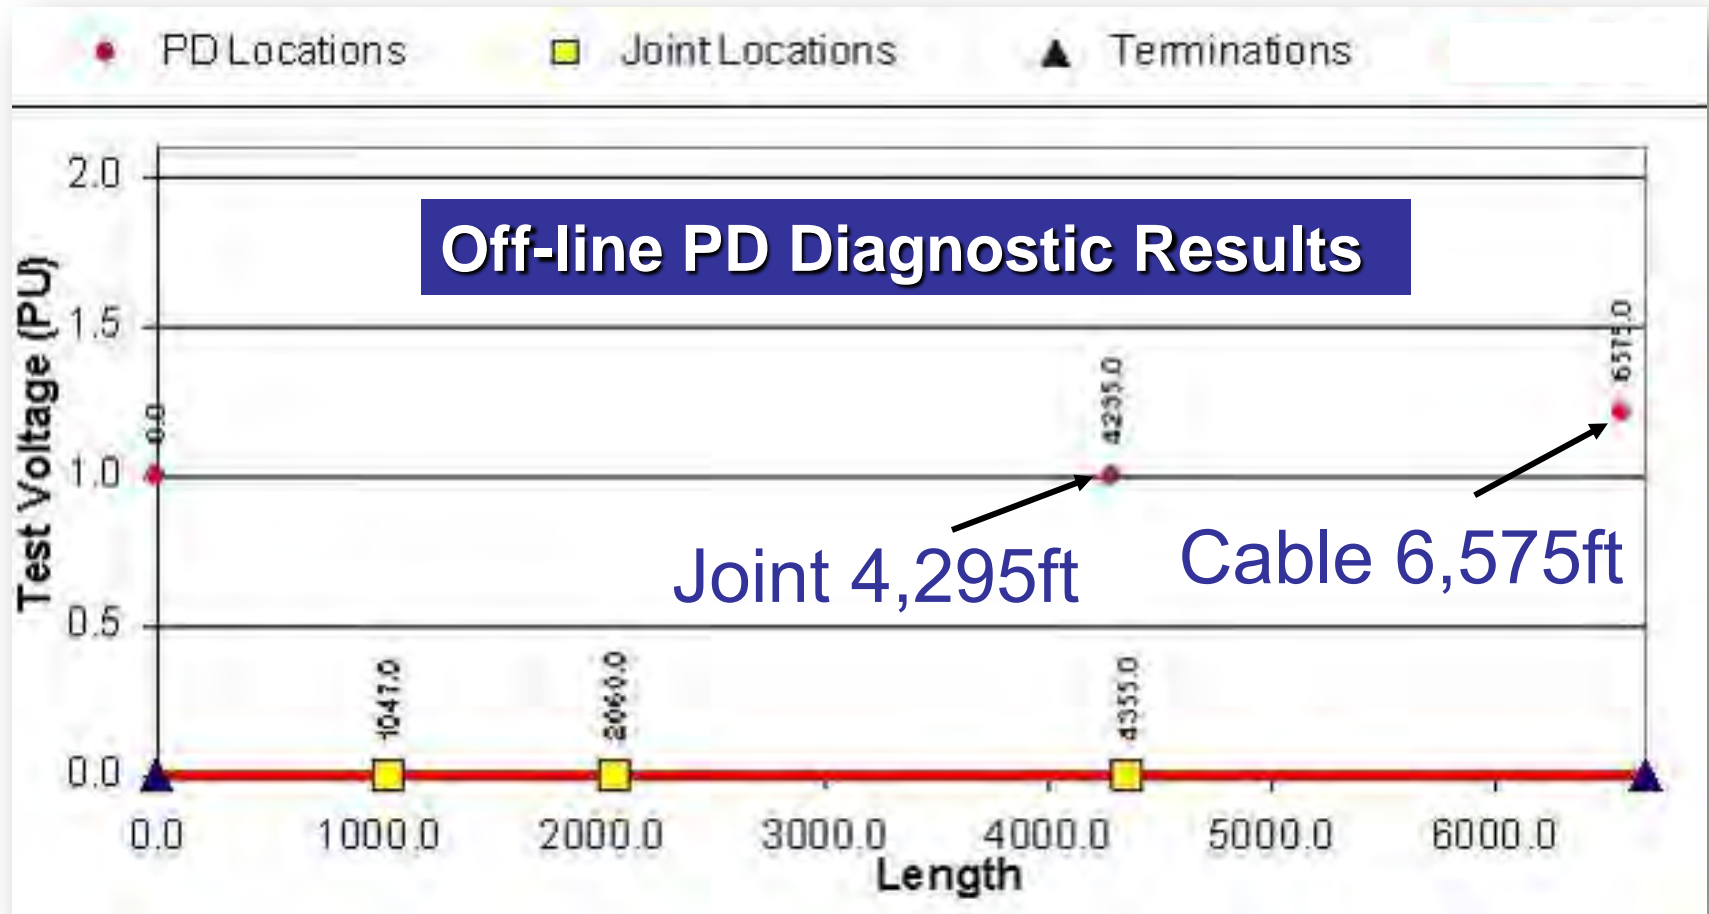 PD Locations
Joint Locations
Terminations
Off-line PD Diagnostic Results
Test Voltage (PU)
2.0
1.5
1.0
0.5
0.0
0.0
6575.0
Joint 4,295ft
Cable 6,575ft
1047.0
2060.0
4355.0
0.0
1000.0
2000.0
3000.0
4000.0
5000.0
6000.0
Length